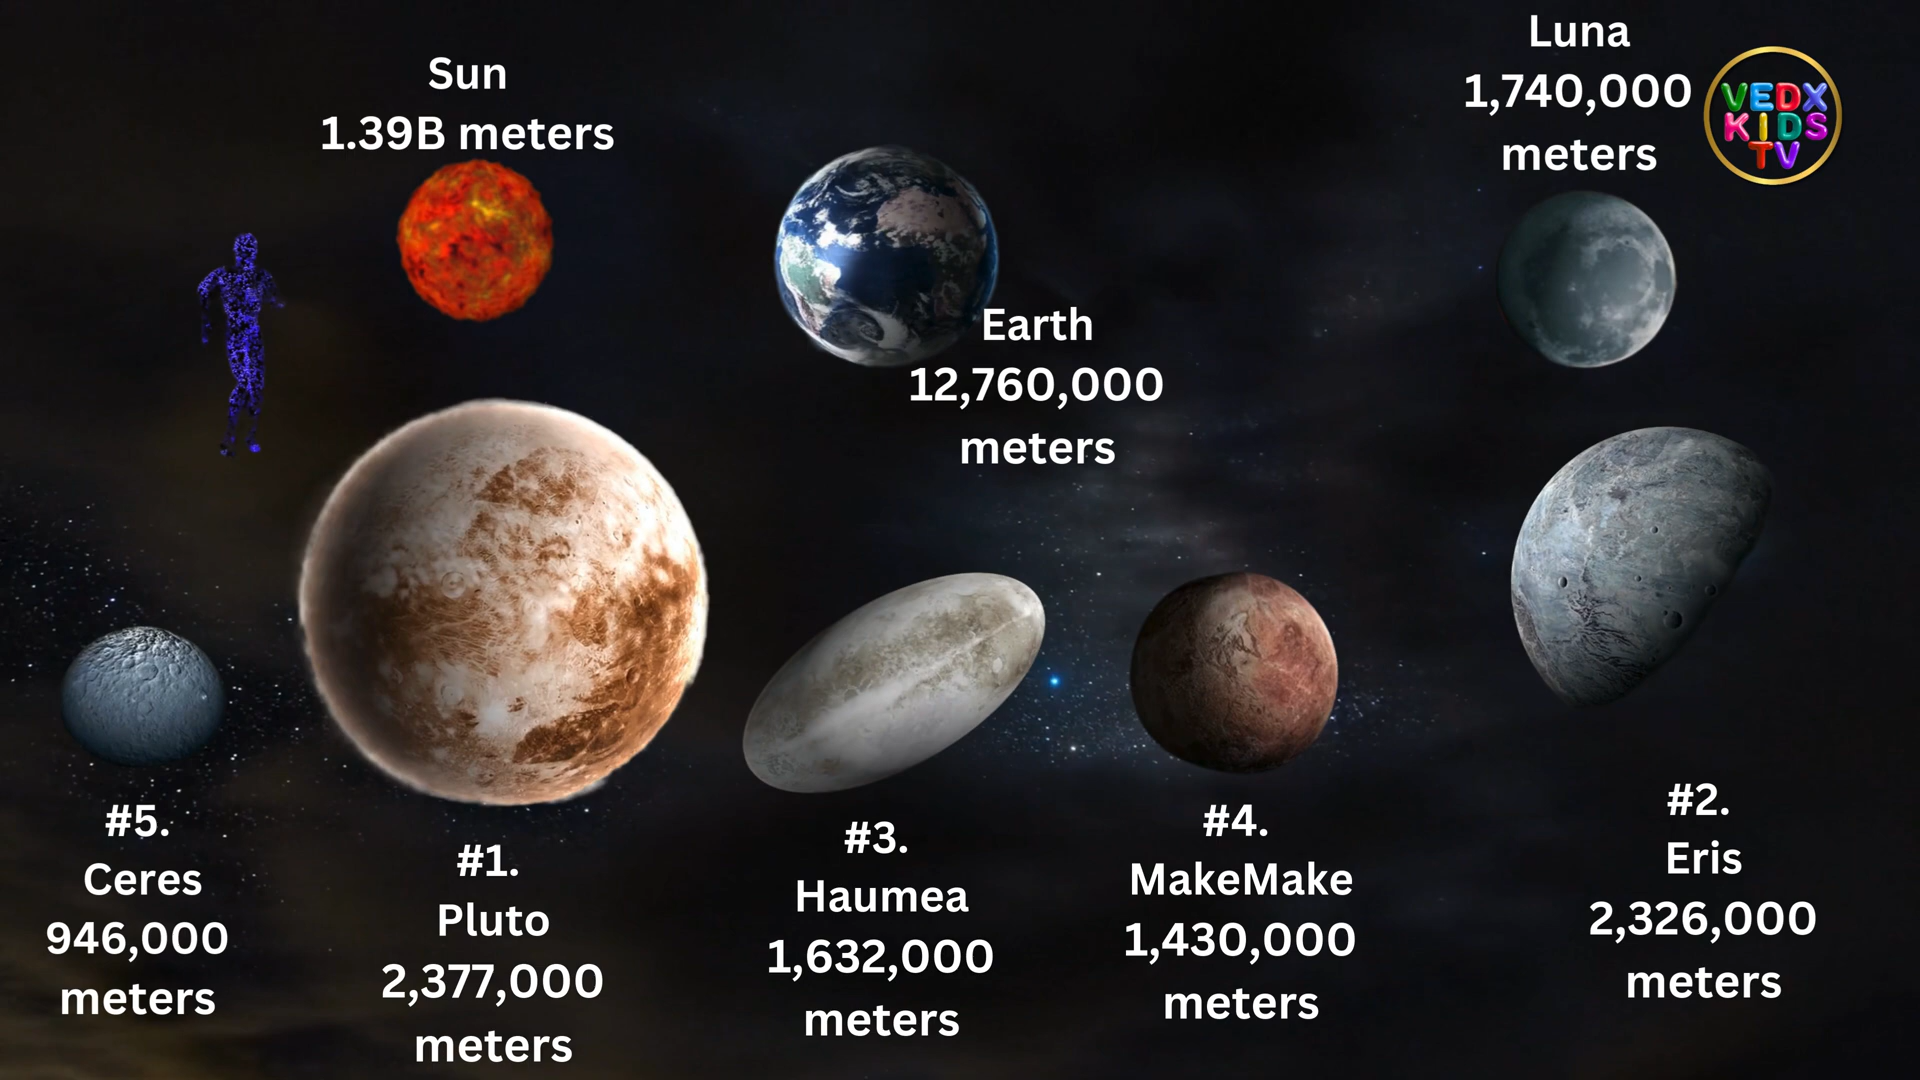 Sun
1.39B meters
Luna
1,740,000
meters
VEDX
KIDS
TV
Earth
12,760,000
meters
#5.
Ceres
946,000
meters
#1.
Pluto
2,377,000
meters
#3.
Haumea
1,632,000
meters
#4.
MakeMake
1,430,000
meters
#2.
Eris
2,326,000
meters